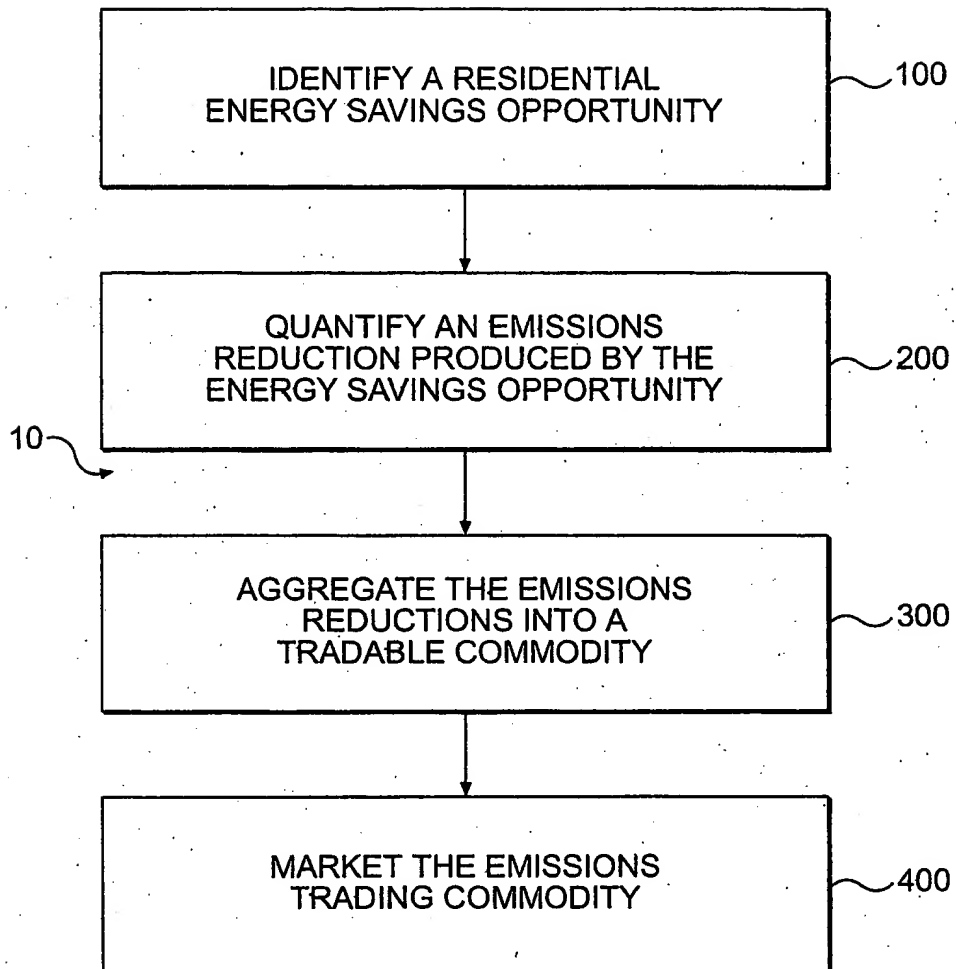 IDENTIFY A RESIDENTIAL
ENERGY SAVINGS OPPORTUNITY
100
QUANTIFY AN EMISSIONS
REDUCTION PRODUCED BY THE
ENERGY SAVINGS OPPORTUNITY
200
10
AGGREGATE THE EMISSIONS
REDUCTIONS INTO A
TRADABLE COMMODITY
300
MARKET THE EMISSIONS
TRADING COMMODITY
400